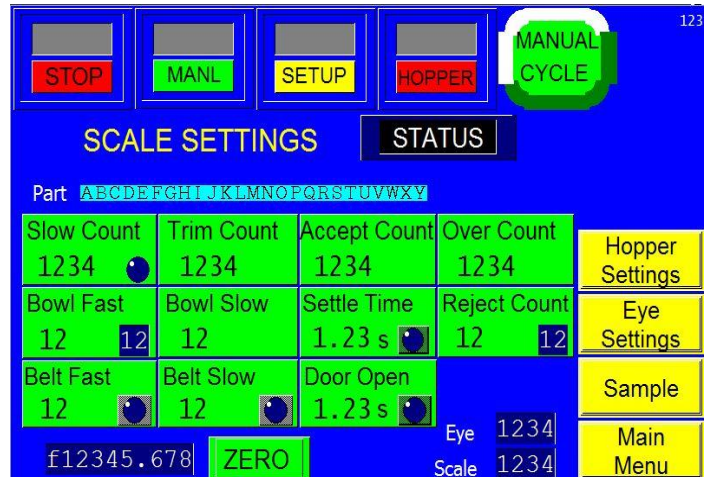 123
MANUAL
CYCLE
STOP
MANL
SETUP
HOPPER
SCALE SETTINGS
STATUS
Part ABCDEFGHIJKLMNOPQRSTUVWXY
Slow Count
1234
Trim Count
1234
Accept Count
1234
Over Count
1234
Hopper
Settings
Bowl Fast
12 12
Bowl Slow
12
Settle Time
1.23 s
Reject Count
12 12
Eye
Settings
Belt Fast
12
Belt Slow
12
Door Open
1.23 s
Sample
Eye 1234
Scale 1234
f12345.678
ZERO
Main
Menu